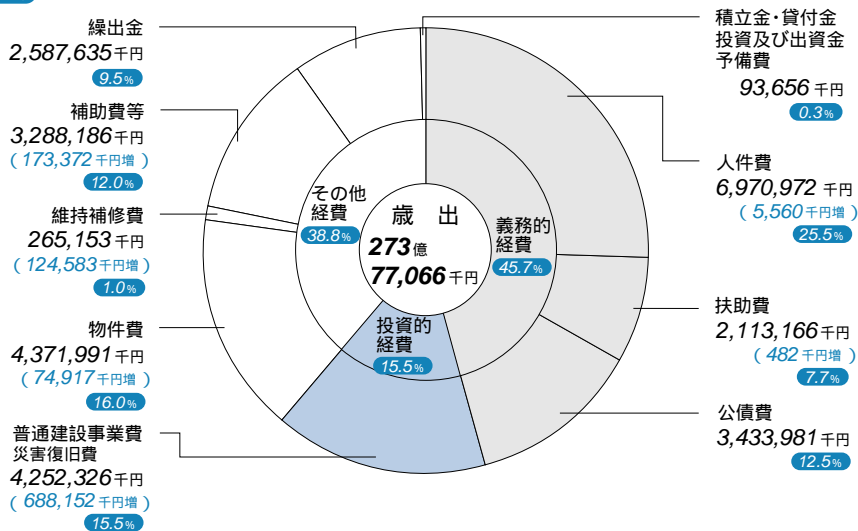 繰出金
2,587,635千円
9.5%
補助費等
3,288,186千円
(173,372千円増)
12.0%
維持補修費
265,153千円
(124,583千円増)
1.0%
物件費
4,371,991千円
(74,917千円増)
16.0%
普通建設事業費
災害復旧費
4,252,326千円
(688,152千円増)
15.5%
その他
経費
38.8%
歳 出
273億
77,066千円
義務的
経費
45.7%
投資的
経費
15.5%
積立金・貸付金
投資及び出資金
予備費
93,656千円
0.3%
人件費
6,970,972千円
(5,560千円増)
25.5%
扶助費
2,113,166千円
(482千円増)
7.7%
公債費
3,433,981千円
12.5%